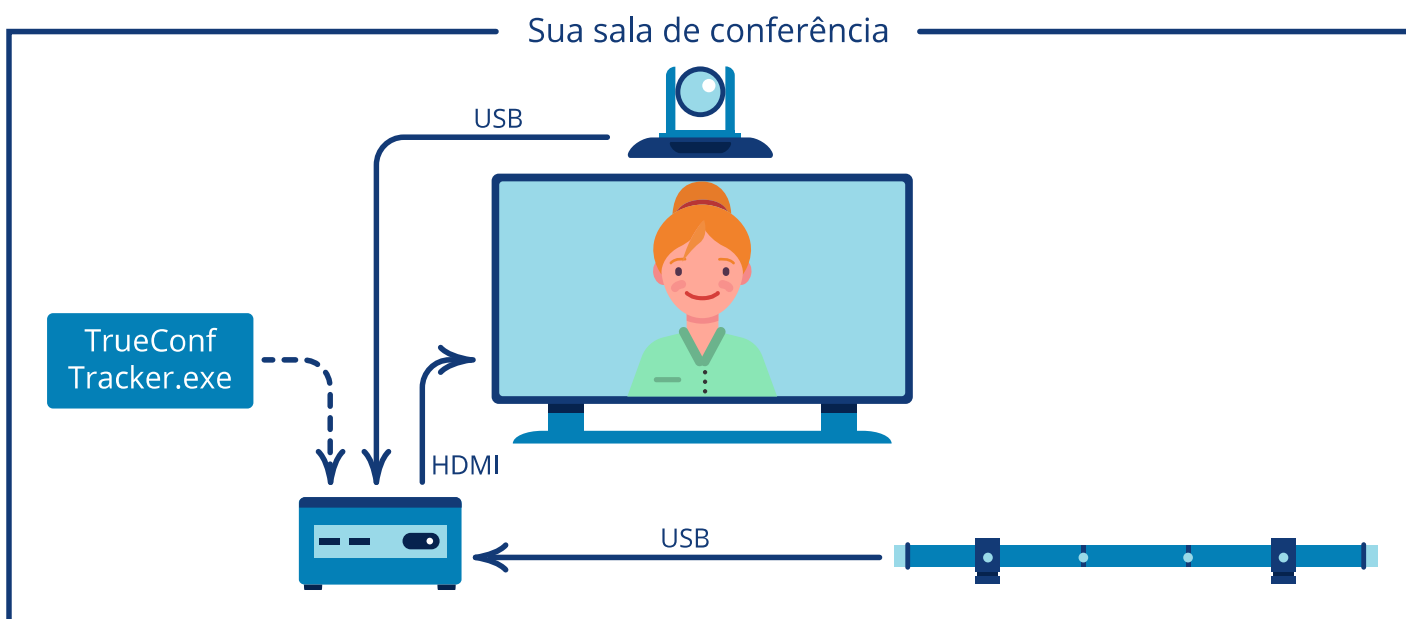 Sua sala de conferência
USB
TrueConf
Tracker.exe
HDMI
USB